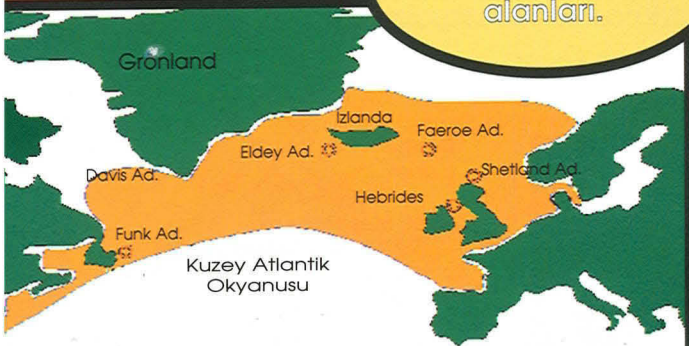 alanları.
Grönland
İzlanda
Faeroe Ad.
Eldey Ad.
Shetland Ad.
Davis Ad.
Hebrides
Funk Ad.
Kuzey Atlantik
Okyanusu